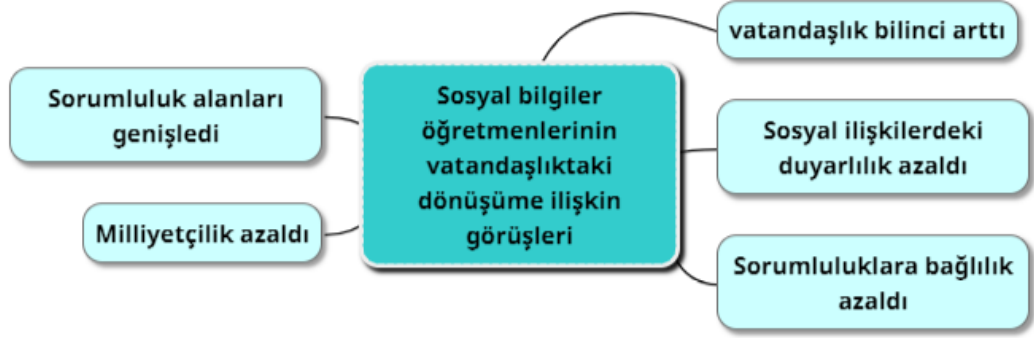 vatandaşlık bilinci arttı
Sorumluluk alanları
genişledi
Sosyal bilgiler
öğretmenlerinin
vatandaşlıktaki
dönüşüme ilişkin
görüşleri
Sosyal ilişkilerdeki
duyarlılık azaldı
Milliyetçilik azaldı
Sorumluluklara bağlılık
azaldı